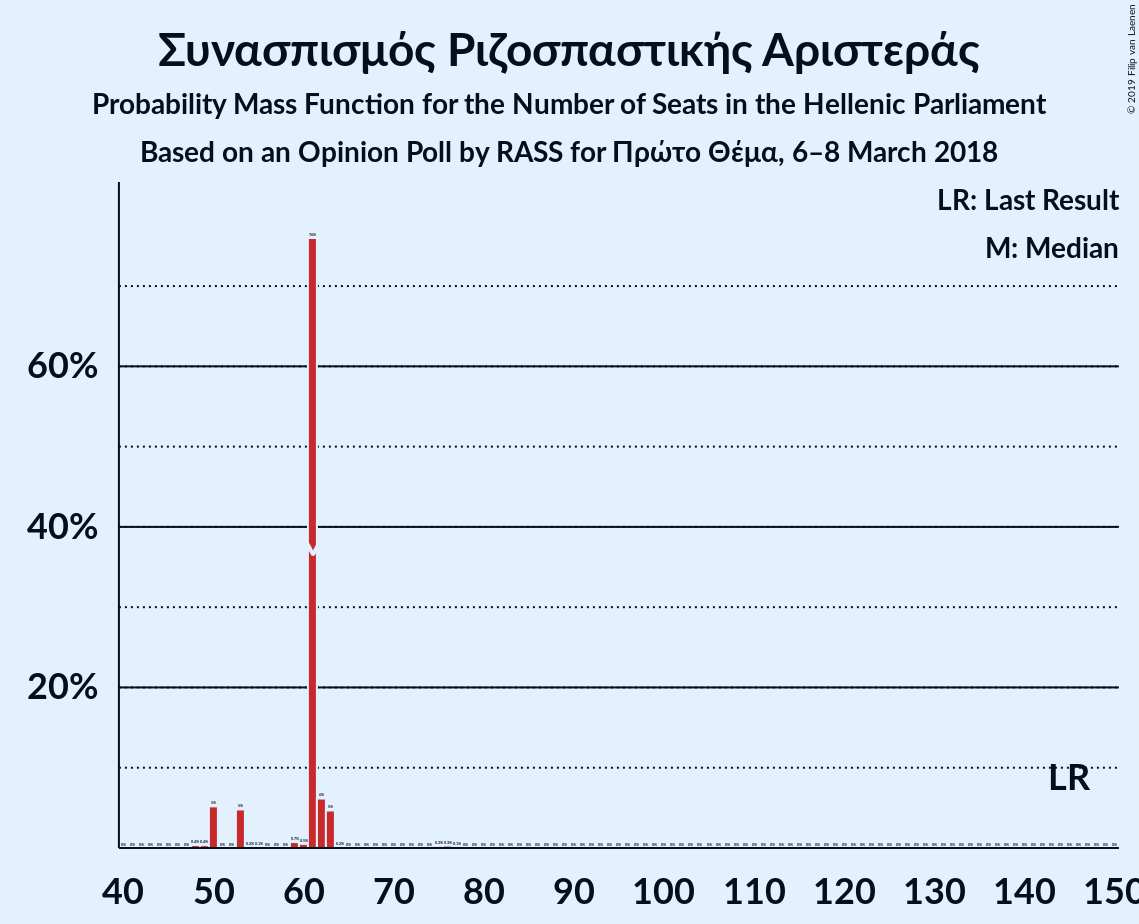 Συνασπισμός Ριζοσπαστικής Αριστεράς
Probability Mass Function for the Number of Seats in the Hellenic Parliament
Based on an Opinion Poll by RASS for Πρώτο Θέμα, 6–8 March 2018
© 2019 Filip van Laenen
LR: Last Result
M: Median
60%
40%
20%
76%
M
LR
40 50 60 70 80 90 100 110 120 130 140 150